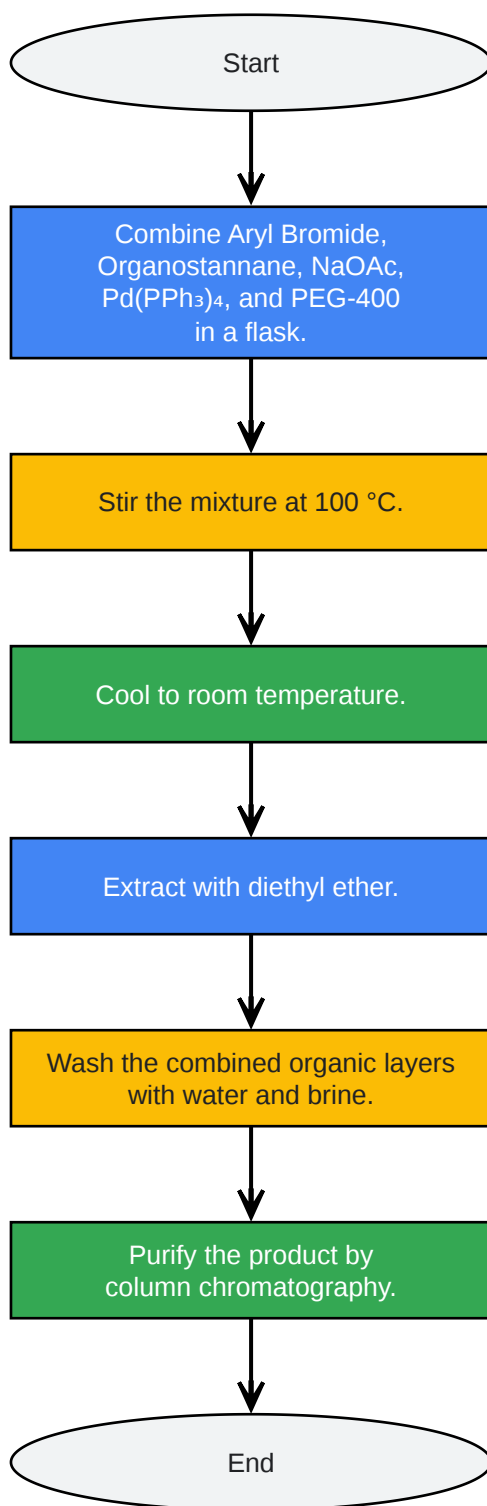 Start
Combine Aryl Bromide,
Organostannane, NaOAc,
Pd(PPh₃)₄, and PEG-400
in a flask.
Stir the mixture at 100 °C.
Cool to room temperature.
Extract with diethyl ether.
Wash the combined organic layers
with water and brine.
Purify the product by
column chromatography.
End